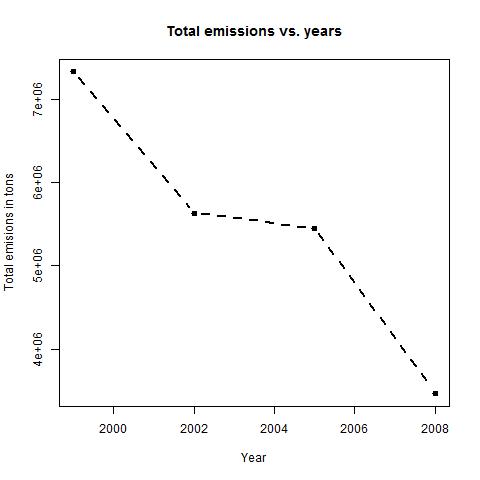 Total emissions vs. years
Total emisions in tons
7e+06
6e+06
5e+06
4e+06
2000 2002 2004 2006 2008
Year